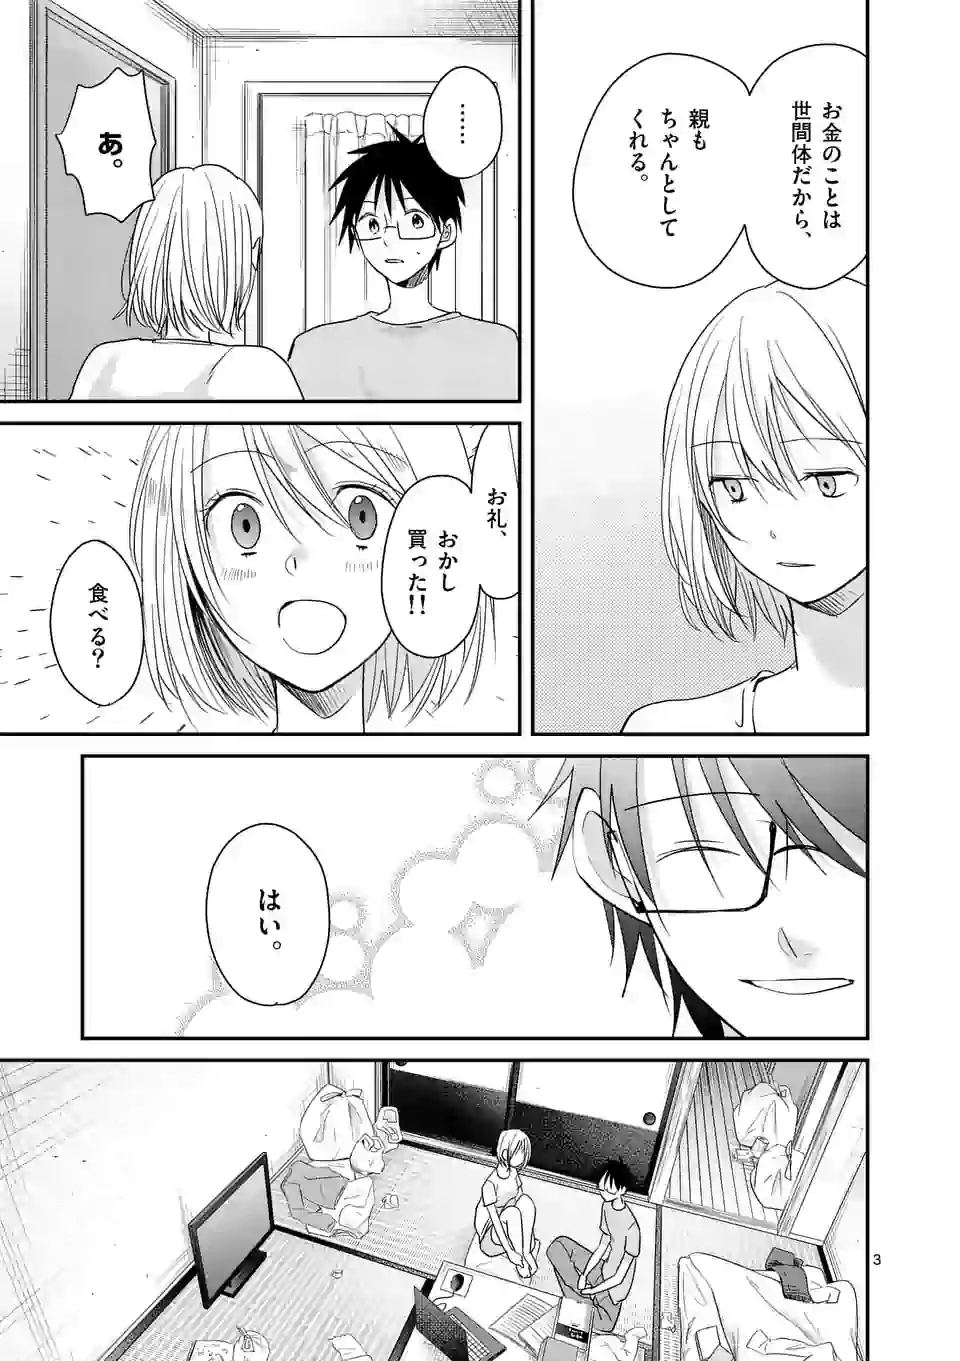 お金のことは
世間体だから、
親も
ちゃんとして
くれる。
……
あ。
お礼、
おかし
買った!!
食べる?
はい。
3